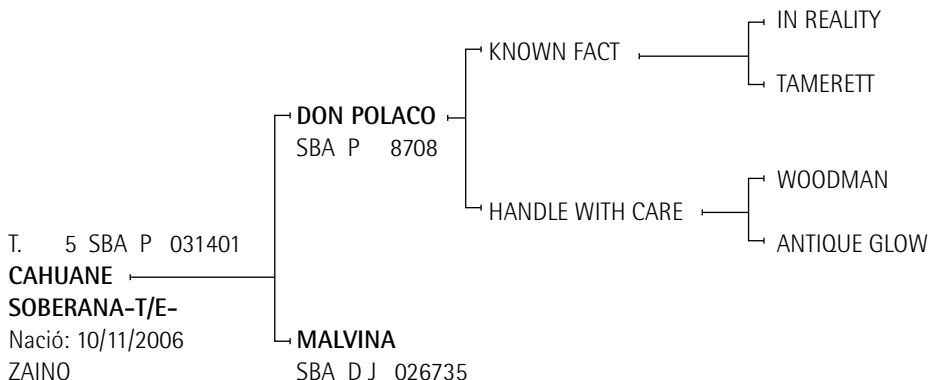 IN REALITY
KNOWN FACT
TAMERETT
DON POLACO
SBA P 8708
WOODMAN
HANDLE WITH CARE
ANTIQUE GLOW
T. 5 SBA P 031401
CAHUANE
SOBERANA-T/E-
Nació: 10/11/2006
ZAINO
MALVINA
SBA D J 026735